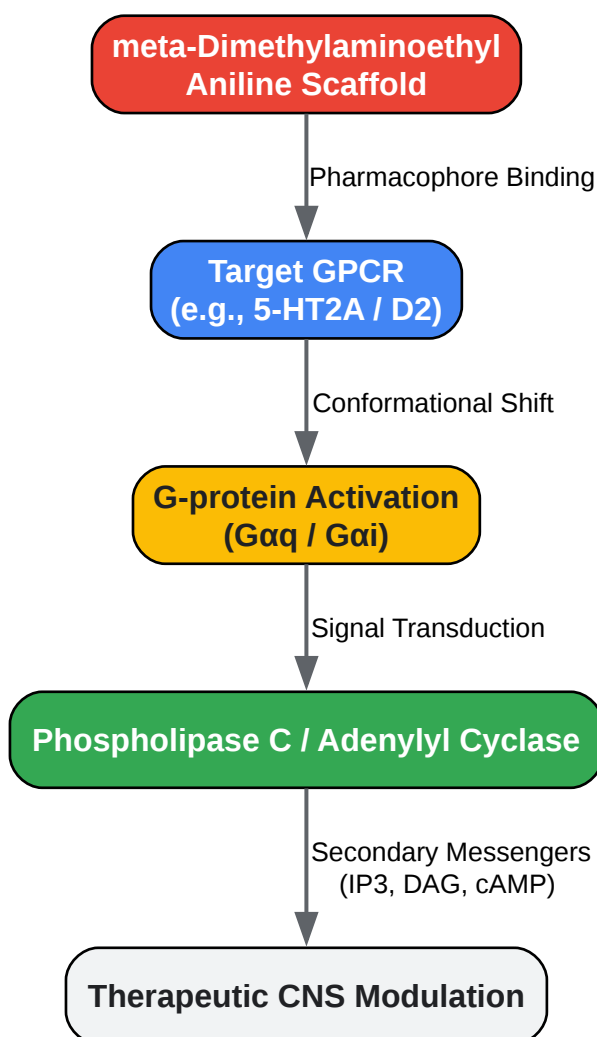 meta-Dimethylaminoethyl
Aniline Scaffold
Pharmacophore Binding
Target GPCR
(e.g., 5-HT2A / D2)
Conformational Shift
G-protein Activation
(Gαq / Gαi)
Signal Transduction
Phospholipase C / Adenylyl Cyclase
Secondary Messengers
(IP3, DAG, cAMP)
Therapeutic CNS Modulation